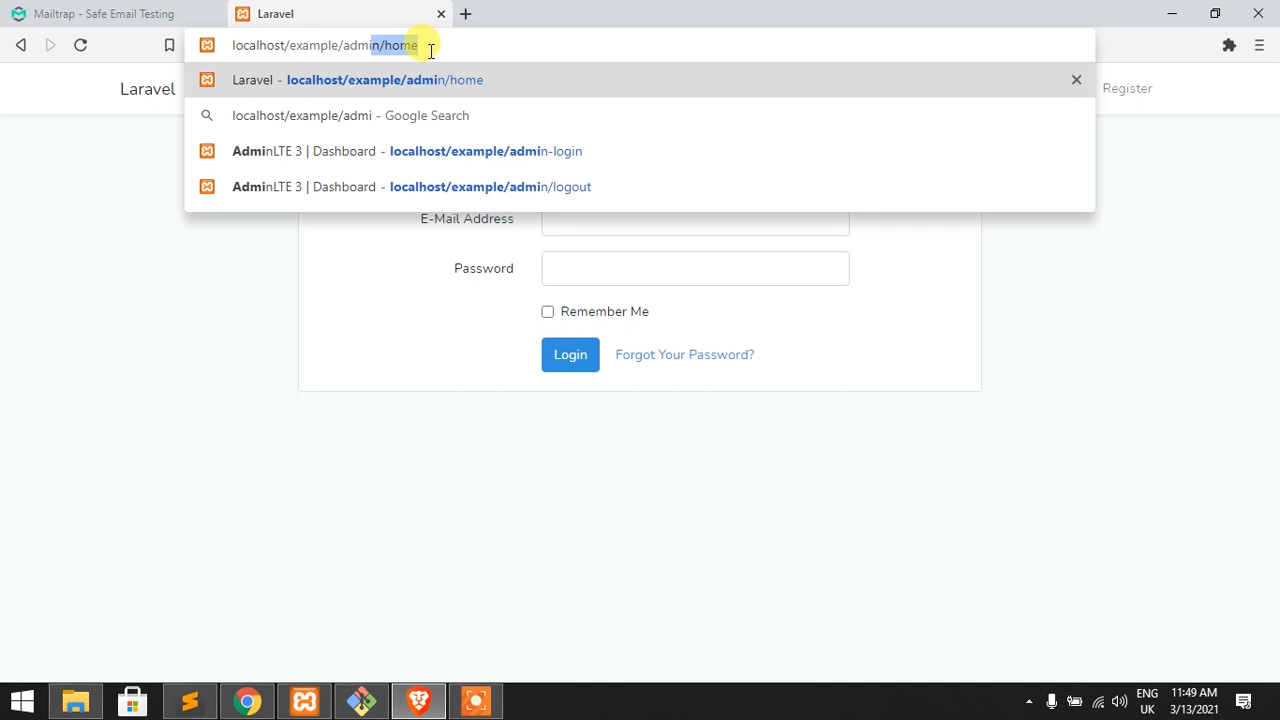 Mailtrap - Safe Email Testing
Laravel
localhost/example/admin/home
Laravel
Register
Laravel - localhost/example/admin/home
localhost/example/admi - Google Search
AdminLTE 3 | Dashboard - localhost/example/admin-login
AdminLTE 3 | Dashboard - localhost/example/admin/logout
E-Mail Address
Password
Remember Me
Login
Forgot Your Password?
ENG
UK
11:49 AM
3/13/2021